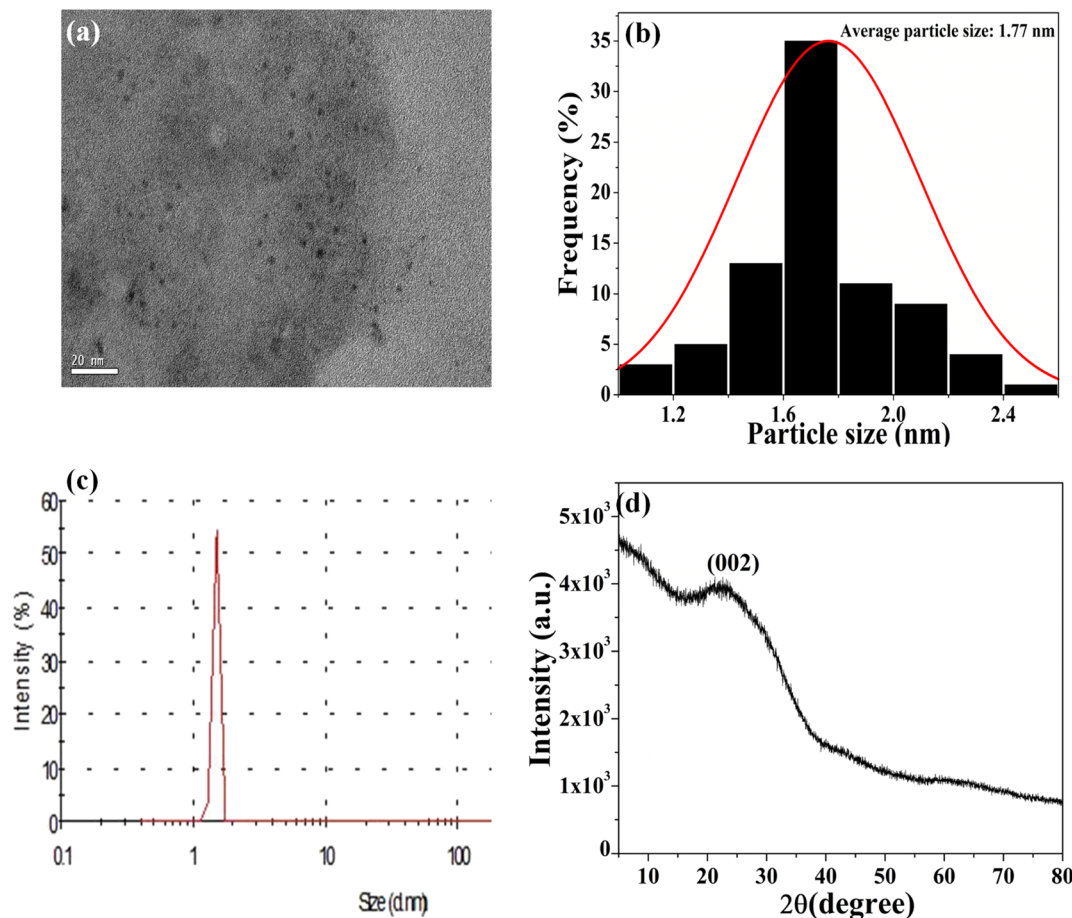 (a)
20 nm
(b)
Average particle size: 1.77 nm
35
30
25
20
15
10
5
0
Frequency (%)
1.2
1.6
2.0
2.4
Particle size (nm)
(c)
60
50
40
30
20
10
0
Intensity (%)
0.1
1
10
100
Size (d.nm)
(d)
(002)
5x10³
4x10³
3x10³
2x10³
1x10³
0
Intensity (a.u.)
10
20
30
40
50
60
70
80
2θ(degree)